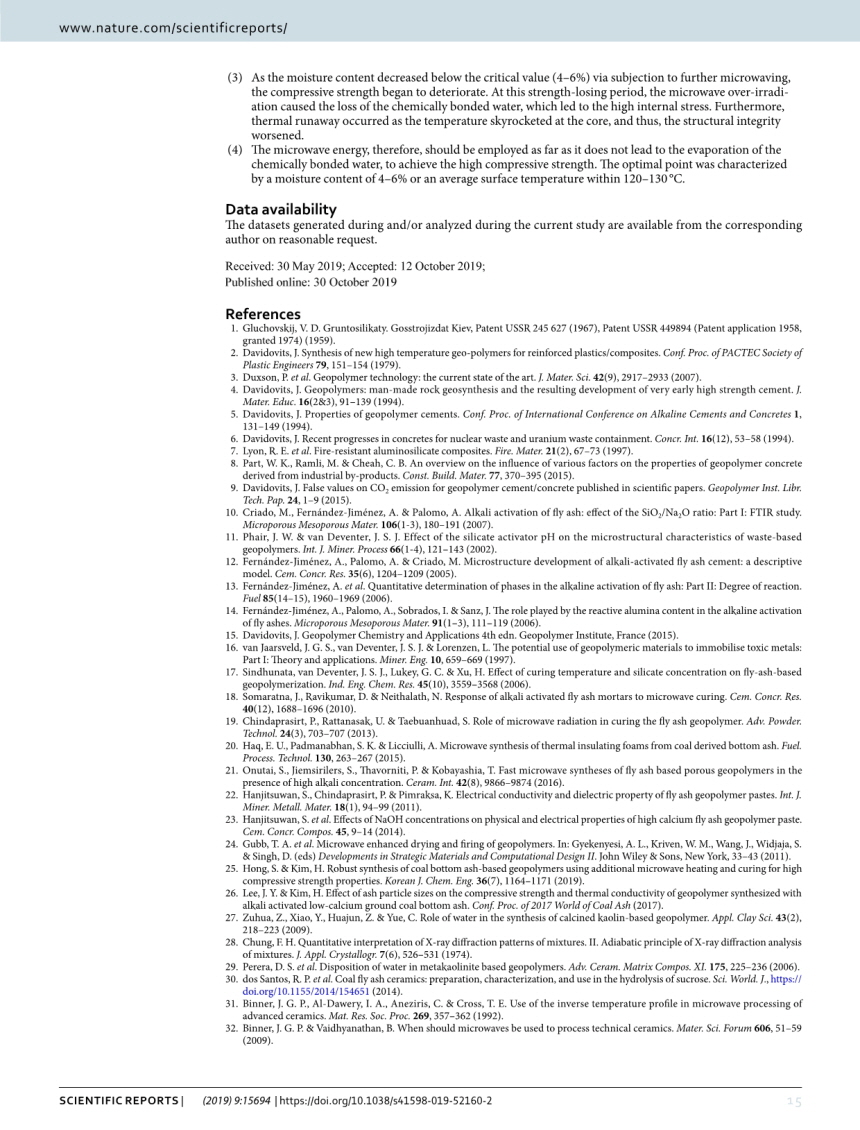 www.nature.com/scientificreports/
(3) As the moisture content decreased below the critical value (4–6%) via subjection to further microwaving,
the compressive strength began to deteriorate. At this strength-losing period, the microwave over-irradi-
ation caused the loss of the chemically bonded water, which led to the high internal stress. Furthermore,
thermal runaway occurred as the temperature skyrocketed at the core, and thus, the structural integrity
worsened.
(4) The microwave energy, therefore, should be employed as far as it does not lead to the evaporation of the
chemically bonded water, to achieve the high compressive strength. The optimal point was characterized
by a moisture content of 4–6% or an average surface temperature within 120–130 °C.
Data availability
The datasets generated during and/or analyzed during the current study are available from the corresponding
author on reasonable request.
Received: 30 May 2019; Accepted: 12 October 2019;
Published online: 30 October 2019
References
1. Gluchovskij, V. D. Gruntosilikaty. Gosstrojizdat Kiev, Patent USSR 245 627 (1967), Patent USSR 449894 (Patent application 1958,
granted 1974) (1959).
2. Davidovits, J. Synthesis of new high temperature geo-polymers for reinforced plastics/composites. Conf. Proc. of PACTEC Society of
Plastic Engineers 79, 151–154 (1979).
3. Duxson, P. et al. Geopolymer technology: the current state of the art. J. Mater. Sci. 42(9), 2917–2933 (2007).
4. Davidovits, J. Geopolymers: man-made rock geosynthesis and the resulting development of very early high strength cement. J.
Mater. Educ. 16(2&3), 91–139 (1994).
5. Davidovits, J. Properties of geopolymer cements. Conf. Proc. of International Conference on Alkaline Cements and Concretes 1,
131–149 (1994).
6. Davidovits, J. Recent progresses in concretes for nuclear waste and uranium waste containment. Concr. Int. 16(12), 53–58 (1994).
7. Lyon, R. E. et al. Fire-resistant aluminosilicate composites. Fire. Mater. 21(2), 67–73 (1997).
8. Part, W. K., Ramli, M. & Cheah, C. B. An overview on the influence of various factors on the properties of geopolymer concrete
derived from industrial by-products. Const. Build. Mater. 77, 370–395 (2015).
9. Davidovits, J. False values on CO₂ emission for geopolymer cement/concrete published in scientific papers. Geopolymer Inst. Libr.
Tech. Pap. 24, 1–9 (2015).
10. Criado, M., Fernández-Jiménez, A. & Palomo, A. Alkali activation of fly ash: effect of the SiO₂/Na₂O ratio: Part I: FTIR study.
Microporous Mesoporous Mater. 106(1-3), 180–191 (2007).
11. Phair, J. W. & van Deventer, J. S. J. Effect of the silicate activator pH on the microstructural characteristics of waste-based
geopolymers. Int. J. Miner. Process 66(1-4), 121–143 (2002).
12. Fernández-Jiménez, A., Palomo, A. & Criado, M. Microstructure development of alkali-activated fly ash cement: a descriptive
model. Cem. Concr. Res. 35(6), 1204–1209 (2005).
13. Fernández-Jiménez, A. et al. Quantitative determination of phases in the alkaline activation of fly ash: Part II: Degree of reaction.
Fuel 85(14–15), 1960–1969 (2006).
14. Fernández-Jiménez, A., Palomo, A., Sobrados, I. & Sanz, J. The role played by the reactive alumina content in the alkaline activation
of fly ashes. Microporous Mesoporous Mater. 91(1–3), 111–119 (2006).
15. Davidovits, J. Geopolymer Chemistry and Applications 4th edn. Geopolymer Institute, France (2015).
16. van Jaarsveld, J. G. S., van Deventer, J. S. J. & Lorenzen, L. The potential use of geopolymeric materials to immobilise toxic metals:
Part I: Theory and applications. Miner. Eng. 10, 659–669 (1997).
17. Sindhunata, van Deventer, J. S. J., Lukey, G. C. & Xu, H. Effect of curing temperature and silicate concentration on fly-ash-based
geopolymerization. Ind. Eng. Chem. Res. 45(10), 3559–3568 (2006).
18. Somaratna, J., Ravikumar, D. & Neithalath, N. Response of alkali activated fly ash mortars to microwave curing. Cem. Concr. Res.
40(12), 1688–1696 (2010).
19. Chindaprasirt, P., Rattanasak, U. & Taebuanhuad, S. Role of microwave radiation in curing the fly ash geopolymer. Adv. Powder.
Technol. 24(3), 703–707 (2013).
20. Haq, E. U., Padmanabhan, S. K. & Licciulli, A. Microwave synthesis of thermal insulating foams from coal derived bottom ash. Fuel.
Process. Technol. 130, 263–267 (2015).
21. Onutai, S., Jiemsirilers, S., Thavorniti, P. & Kobayashia, T. Fast microwave syntheses of fly ash based porous geopolymers in the
presence of high alkali concentration. Ceram. Int. 42(8), 9866–9874 (2016).
22. Hanjitsuwan, S., Chindaprasirt, P. & Pimraksa, K. Electrical conductivity and dielectric property of fly ash geopolymer pastes. Int. J.
Miner. Metall. Mater. 18(1), 94–99 (2011).
23. Hanjitsuwan, S. et al. Effects of NaOH concentrations on physical and electrical properties of high calcium fly ash geopolymer paste.
Cem. Concr. Compos. 45, 9–14 (2014).
24. Gubb, T. A. et al. Microwave enhanced drying and firing of geopolymers. In: Gyekenyesi, A. L., Kriven, W. M., Wang, J., Widjaja, S.
& Singh, D. (eds) Developments in Strategic Materials and Computational Design II. John Wiley & Sons, New York, 33–43 (2011).
25. Hong, S. & Kim, H. Robust synthesis of coal bottom ash-based geopolymers using additional microwave heating and curing for high
compressive strength properties. Korean J. Chem. Eng. 36(7), 1164–1171 (2019).
26. Lee, J. Y. & Kim, H. Effect of ash particle sizes on the compressive strength and thermal conductivity of geopolymer synthesized with
alkali activated low-calcium ground coal bottom ash. Conf. Proc. of 2017 World of Coal Ash (2017).
27. Zuhua, Z., Xiao, Y., Huajun, Z. & Yue, C. Role of water in the synthesis of calcined kaolin-based geopolymer. Appl. Clay Sci. 43(2),
218–223 (2009).
28. Chung, F. H. Quantitative interpretation of X-ray diffraction patterns of mixtures. II. Adiabatic principle of X-ray diffraction analysis
of mixtures. J. Appl. Crystallogr. 7(6), 526–531 (1974).
29. Perera, D. S. et al. Disposition of water in metakaolinite based geopolymers. Adv. Ceram. Matrix Compos. XI. 175, 225–236 (2006).
30. dos Santos, R. P. et al. Coal fly ash ceramics: preparation, characterization, and use in the hydrolysis of sucrose. Sci. World. J., https://
doi.org/10.1155/2014/154651 (2014).
31. Binner, J. G. P., Al-Dawery, I. A., Aneziris, C. & Cross, T. E. Use of the inverse temperature profile in microwave processing of
advanced ceramics. Mat. Res. Soc. Proc. 269, 357–362 (1992).
32. Binner, J. G. P. & Vaidhyanathan, B. When should microwaves be used to process technical ceramics. Mater. Sci. Forum 606, 51–59
(2009).
SCIENTIFIC REPORTS | (2019) 9:15694 | https://doi.org/10.1038/s41598-019-52160-2 15